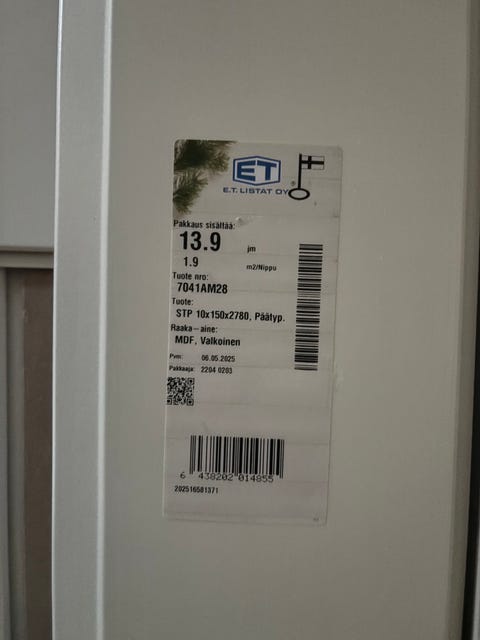 ET
E.T. LISTAT OY
Pakkaus sisältää:
13.9 jm
1.9 m2/Nippu
Tuote nro:
7041AM28
Tuote:
STP 10x150x2780, Päätyp.
Raaka-aine:
MDF, Valkoinen
Pvm: 06.05.2025
Pakkaaja: 2204 0203
6 438202 014855
202516581371